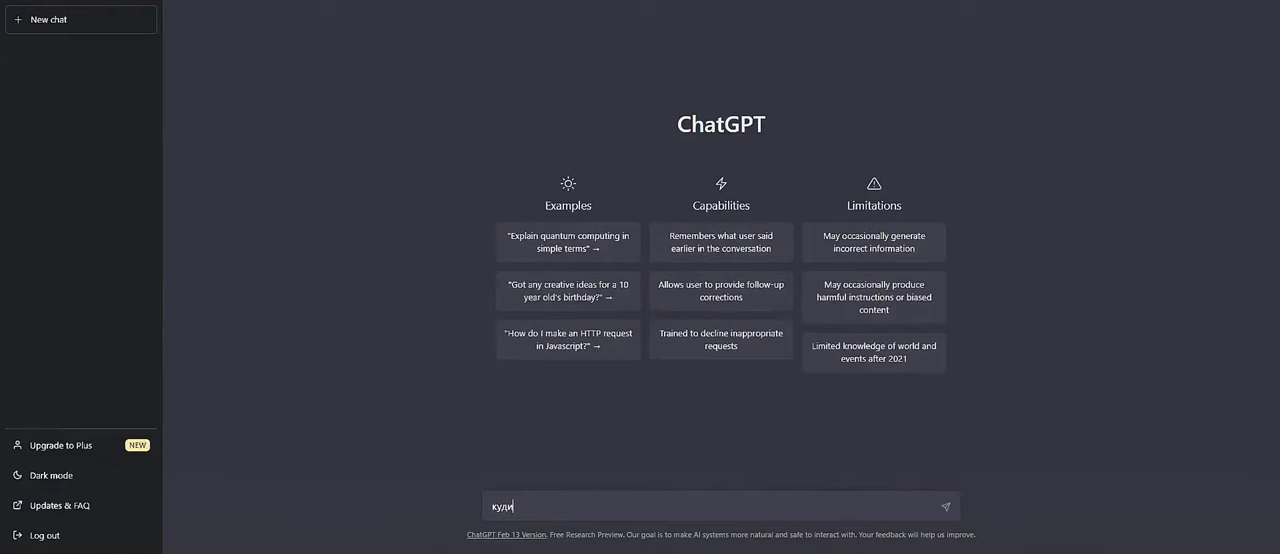 New chat
ChatGPT
Examples
"Explain quantum computing in
simple terms" →
"Got any creative ideas for a 10
year old's birthday?" →
"How do I make an HTTP request
in Javascript?" →
Capabilities
Remembers what user said
earlier in the conversation
Allows user to provide follow-up
corrections
Trained to decline inappropriate
requests
Limitations
May occasionally generate
incorrect information
May occasionally produce
harmful instructions or biased
content
Limited knowledge of world and
events after 2021
Upgrade to Plus NEW
Dark mode
Updates & FAQ
Log out
куди
ChatGPT Feb 13 Version. Free Research Preview. Our goal is to make AI systems more natural and safe to interact with. Your feedback will help us improve.